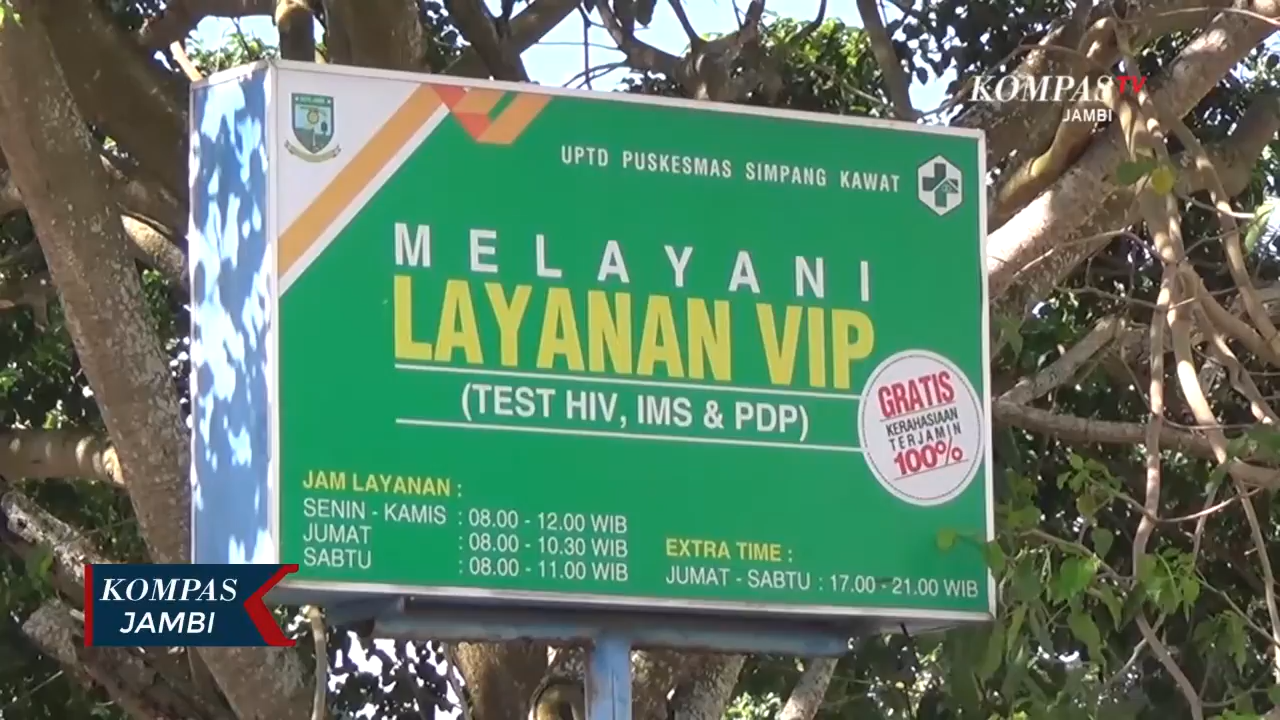 KOMPAS TV
JAMBI
UPTD PUSKESMAS SIMPANG KAWAT
MELAYANI
LAYANAN VIP
(TEST HIV, IMS & PDP)
GRATIS
KERAHASIAAN
TERJAMIN
100%
JAM LAYANAN :
SENIN - KAMIS : 08.00 - 12.00 WIB
JUMAT : 08.00 - 10.30 WIB
SABTU : 08.00 - 11.00 WIB
EXTRA TIME :
JUMAT - SABTU : 17.00 - 21.00 WIB
KOMPAS
JAMBI